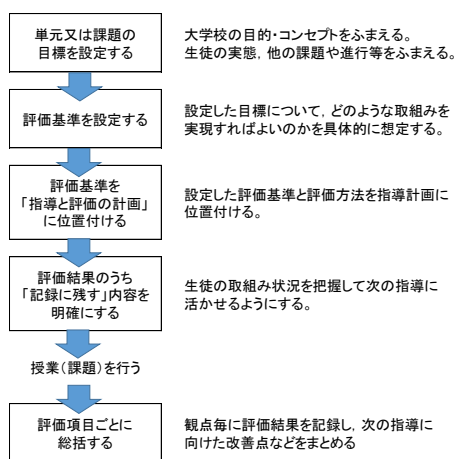 単元又は課題の
目標を設定する
大学校の目的・コンセプトをふまえる。
生徒の実態，他の課題や進行等をふまえる。
評価基準を設定する
設定した目標について，どのような取組みを
実現すればよいのかを具体的に想定する。
評価基準を
「指導と評価の計画」
に位置付ける
設定した評価基準と評価方法を指導計画に
位置付ける。
評価結果のうち
「記録に残す」内容を
明確にする
生徒の取組み状況を把握して次の指導に
活かせるようにする。
授業（課題）を行う
評価項目ごとに
総括する
観点毎に評価結果を記録し，次の指導に
向けた改善点などをまとめる